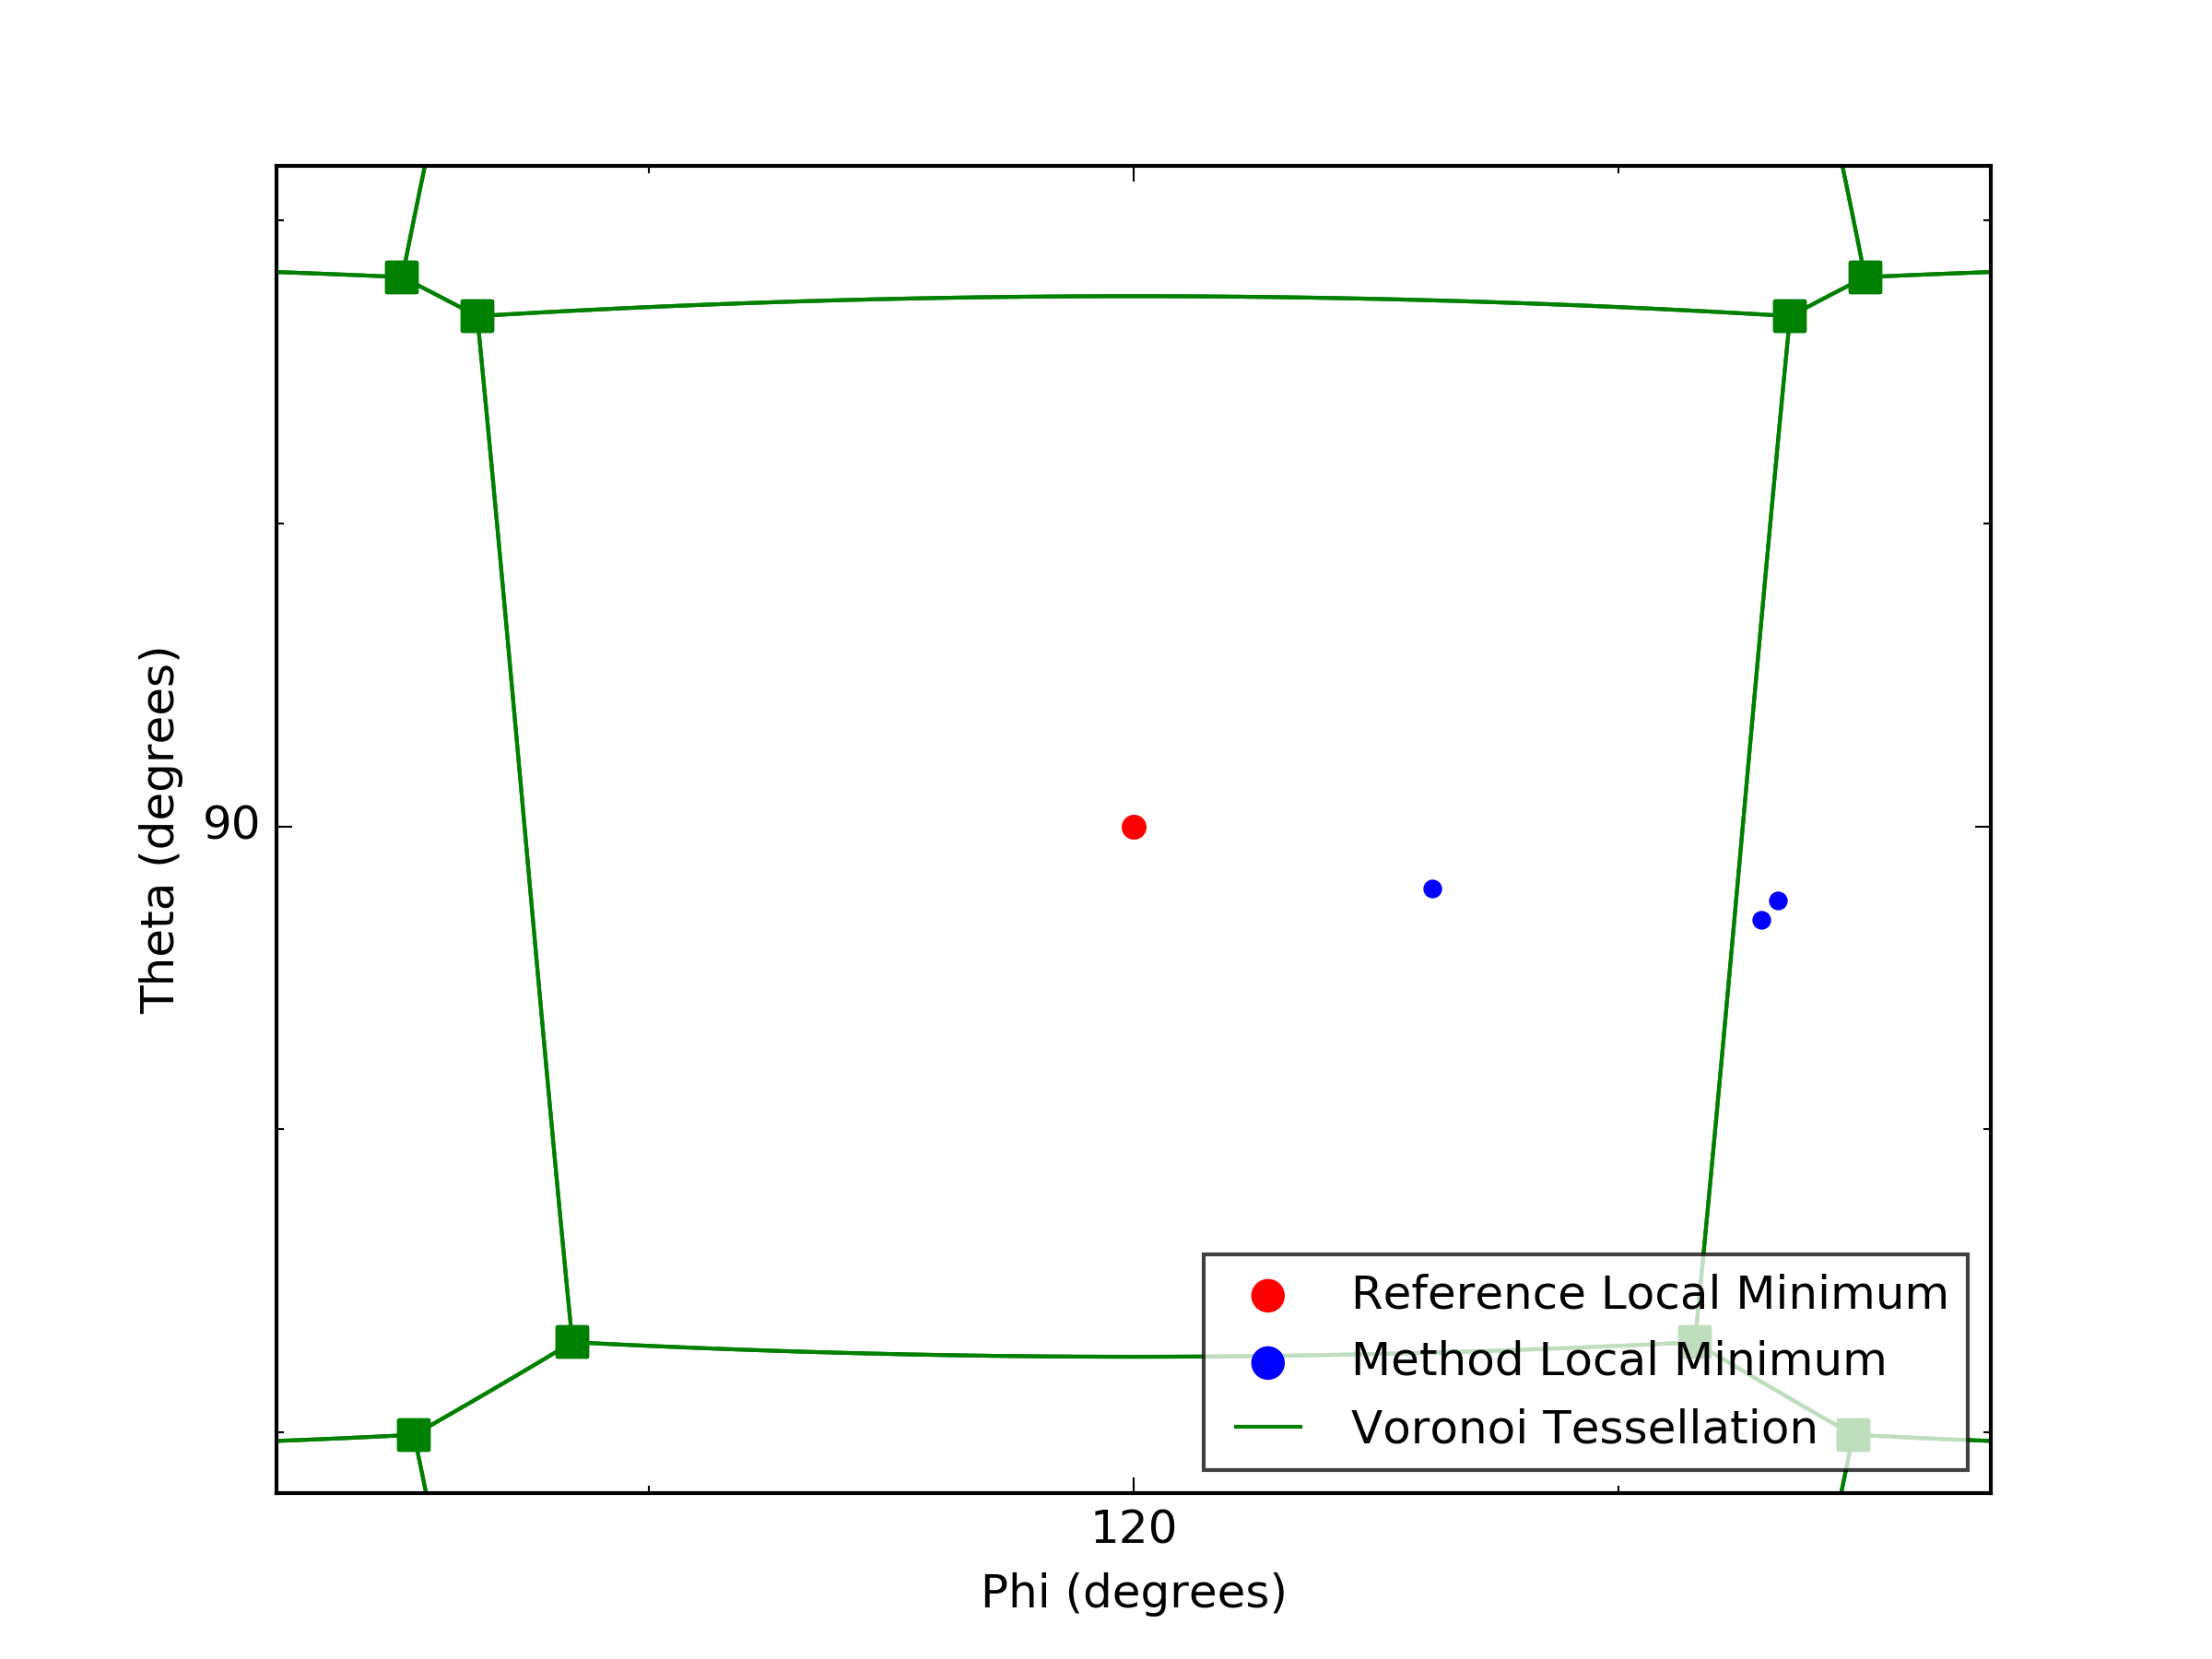 Theta (degrees)
90
Reference Local Minimum
Method Local Minimum
Voronoi Tessellation
120
Phi (degrees)